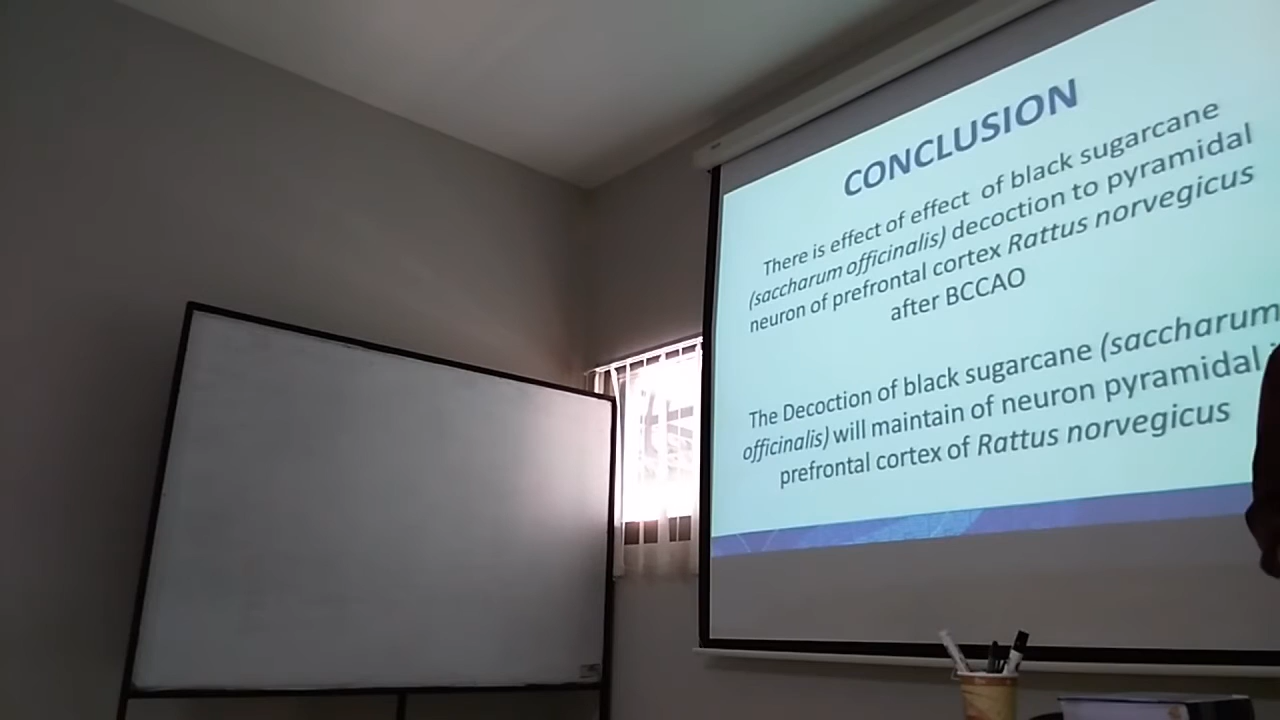 CONCLUSION
There is effect of effect of black sugarcane
(saccharum officinalis) decoction to pyramidal
neuron of prefrontal cortex Rattus norvegicus
after BCCAO
The Decoction of black sugarcane (saccharum
officinalis) will maintain of neuron pyramidal
prefrontal cortex of Rattus norvegicus